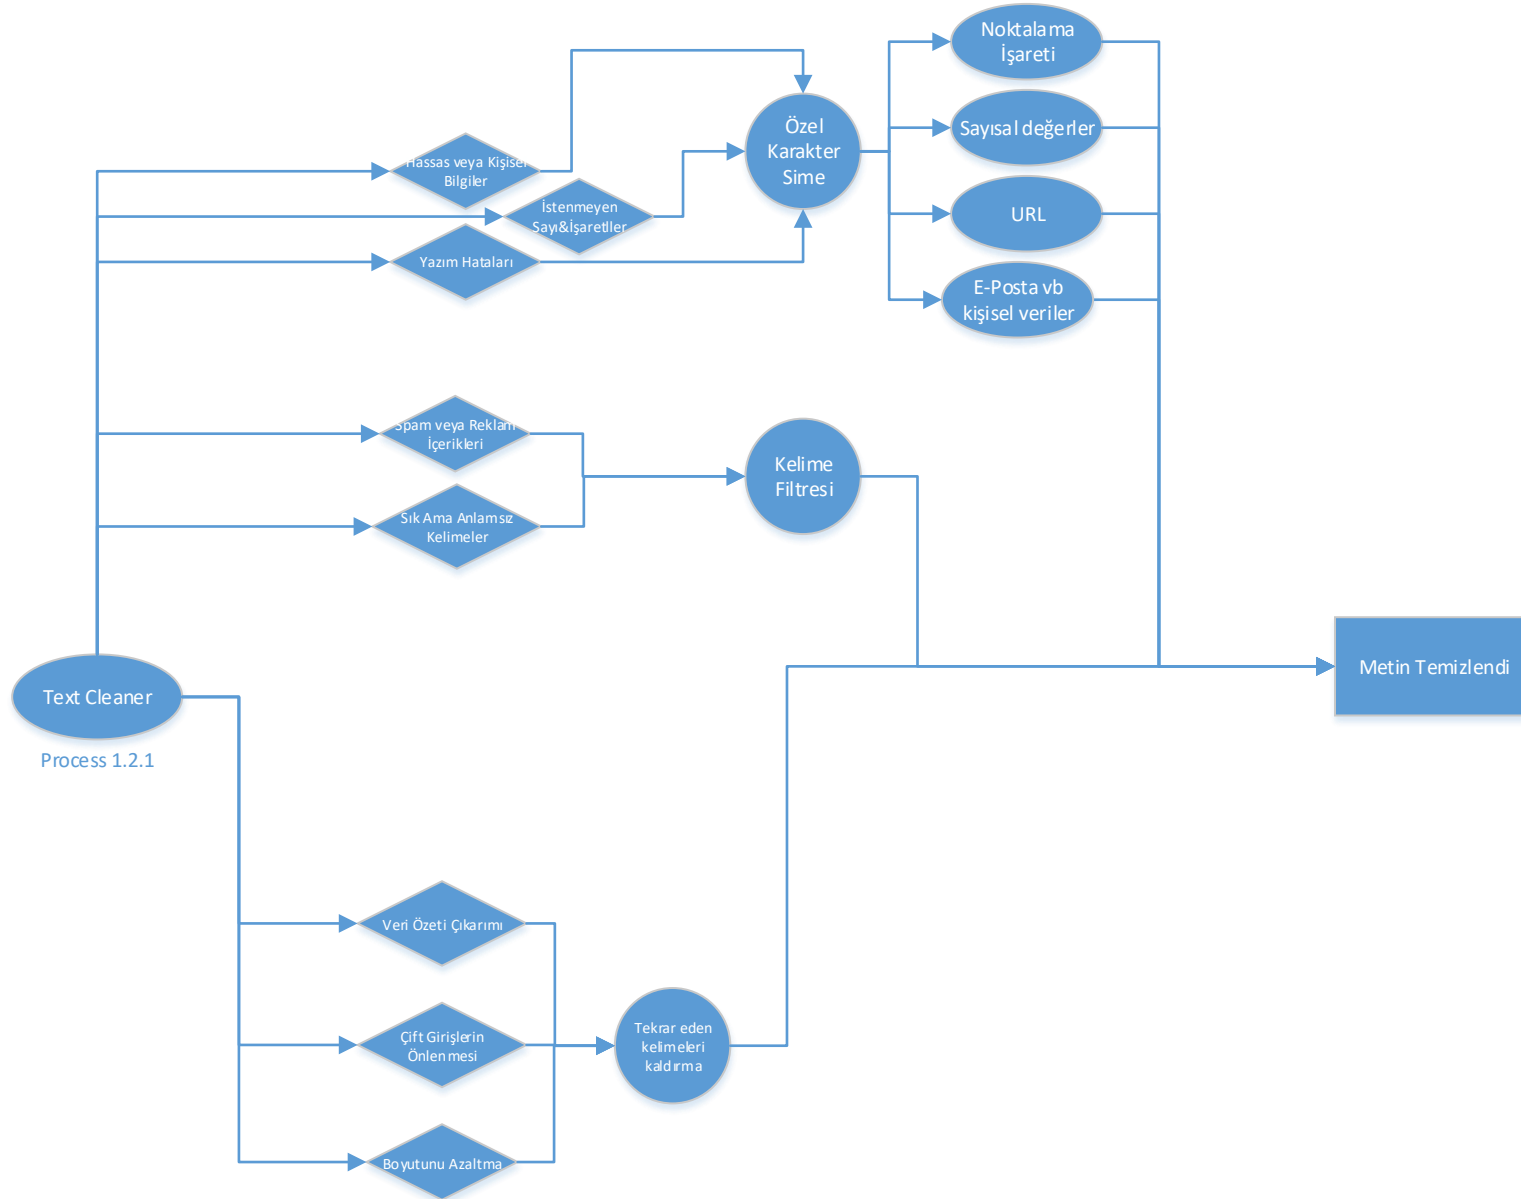 Noktalama
İşareti
Özel
Karakter
Sime
Sayısal değerler
Hassas veya Kişisel
Bilgiler
İstenmeyen
Sayı&İşaretller
URL
Yazım Hataları
E-Posta vb
kişisel veriler
Spam veya Reklam
İçerikleri
Kelime
Filtresi
Sık Ama Anlamsız
Kelimeler
Text Cleaner
Metin Temizlendi
Process 1.2.1
Veri Özeti Çıkarımı
Çift Girişlerin
Önlenmesi
Tekrar eden
kelimeleri
kaldırma
Boyutunu Azaltma